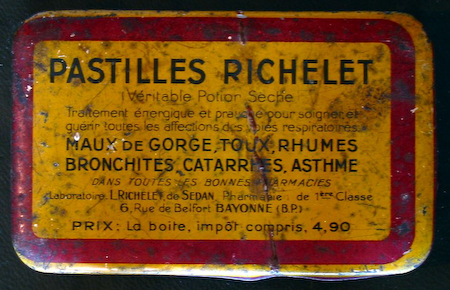 PASTILLES RICHELET
Véritable Potion Sèche
Traitement énergique et pratique pour soigner et
guérir toutes les affections des voies respiratoires.
MAUX DE GORGE, TOUX, RHUMES
BRONCHITES, CATARRHES, ASTHME
DANS TOUTES LES BONNES PHARMACIES
Laboratoire L. RICHELET, de SEDAN, Pharmacie de 1ère Classe
6, Rue de Belfort BAYONNE (B.P.)
PRIX: La boite, impôt compris, 4,90